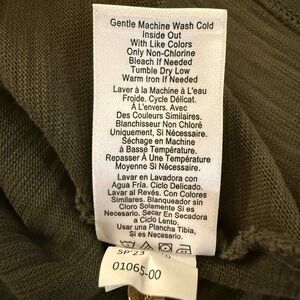 Gentle Machine Wash Cold
Inside Out
With Like Colors
Only Non-Chlorine
Bleach If Needed
Tumble Dry Low
Warm Iron If Needed
Laver à la Machine à L'eau
Froide. Cycle Délicat.
À L'envers. Avec
Des Couleurs Similaires.
Blanchisseur Non Chloré
Uniquement, Si Nécessaire.
Séchage en Machine
à Basse Température.
Repasser À Une Température
Moyenne Si Nécessaire.
Lavar en Lavadora con
Agua Fría. Ciclo Delicado.
Lavar al Revés. Con Colores
Similares. Blanqueador sin
Cloro Solamente Si es
Necesario. Secar En Secadora
a Ciclo Lento.
Usar una Plancha Tibia,
Si es Necesario.
SP'23
01065-00